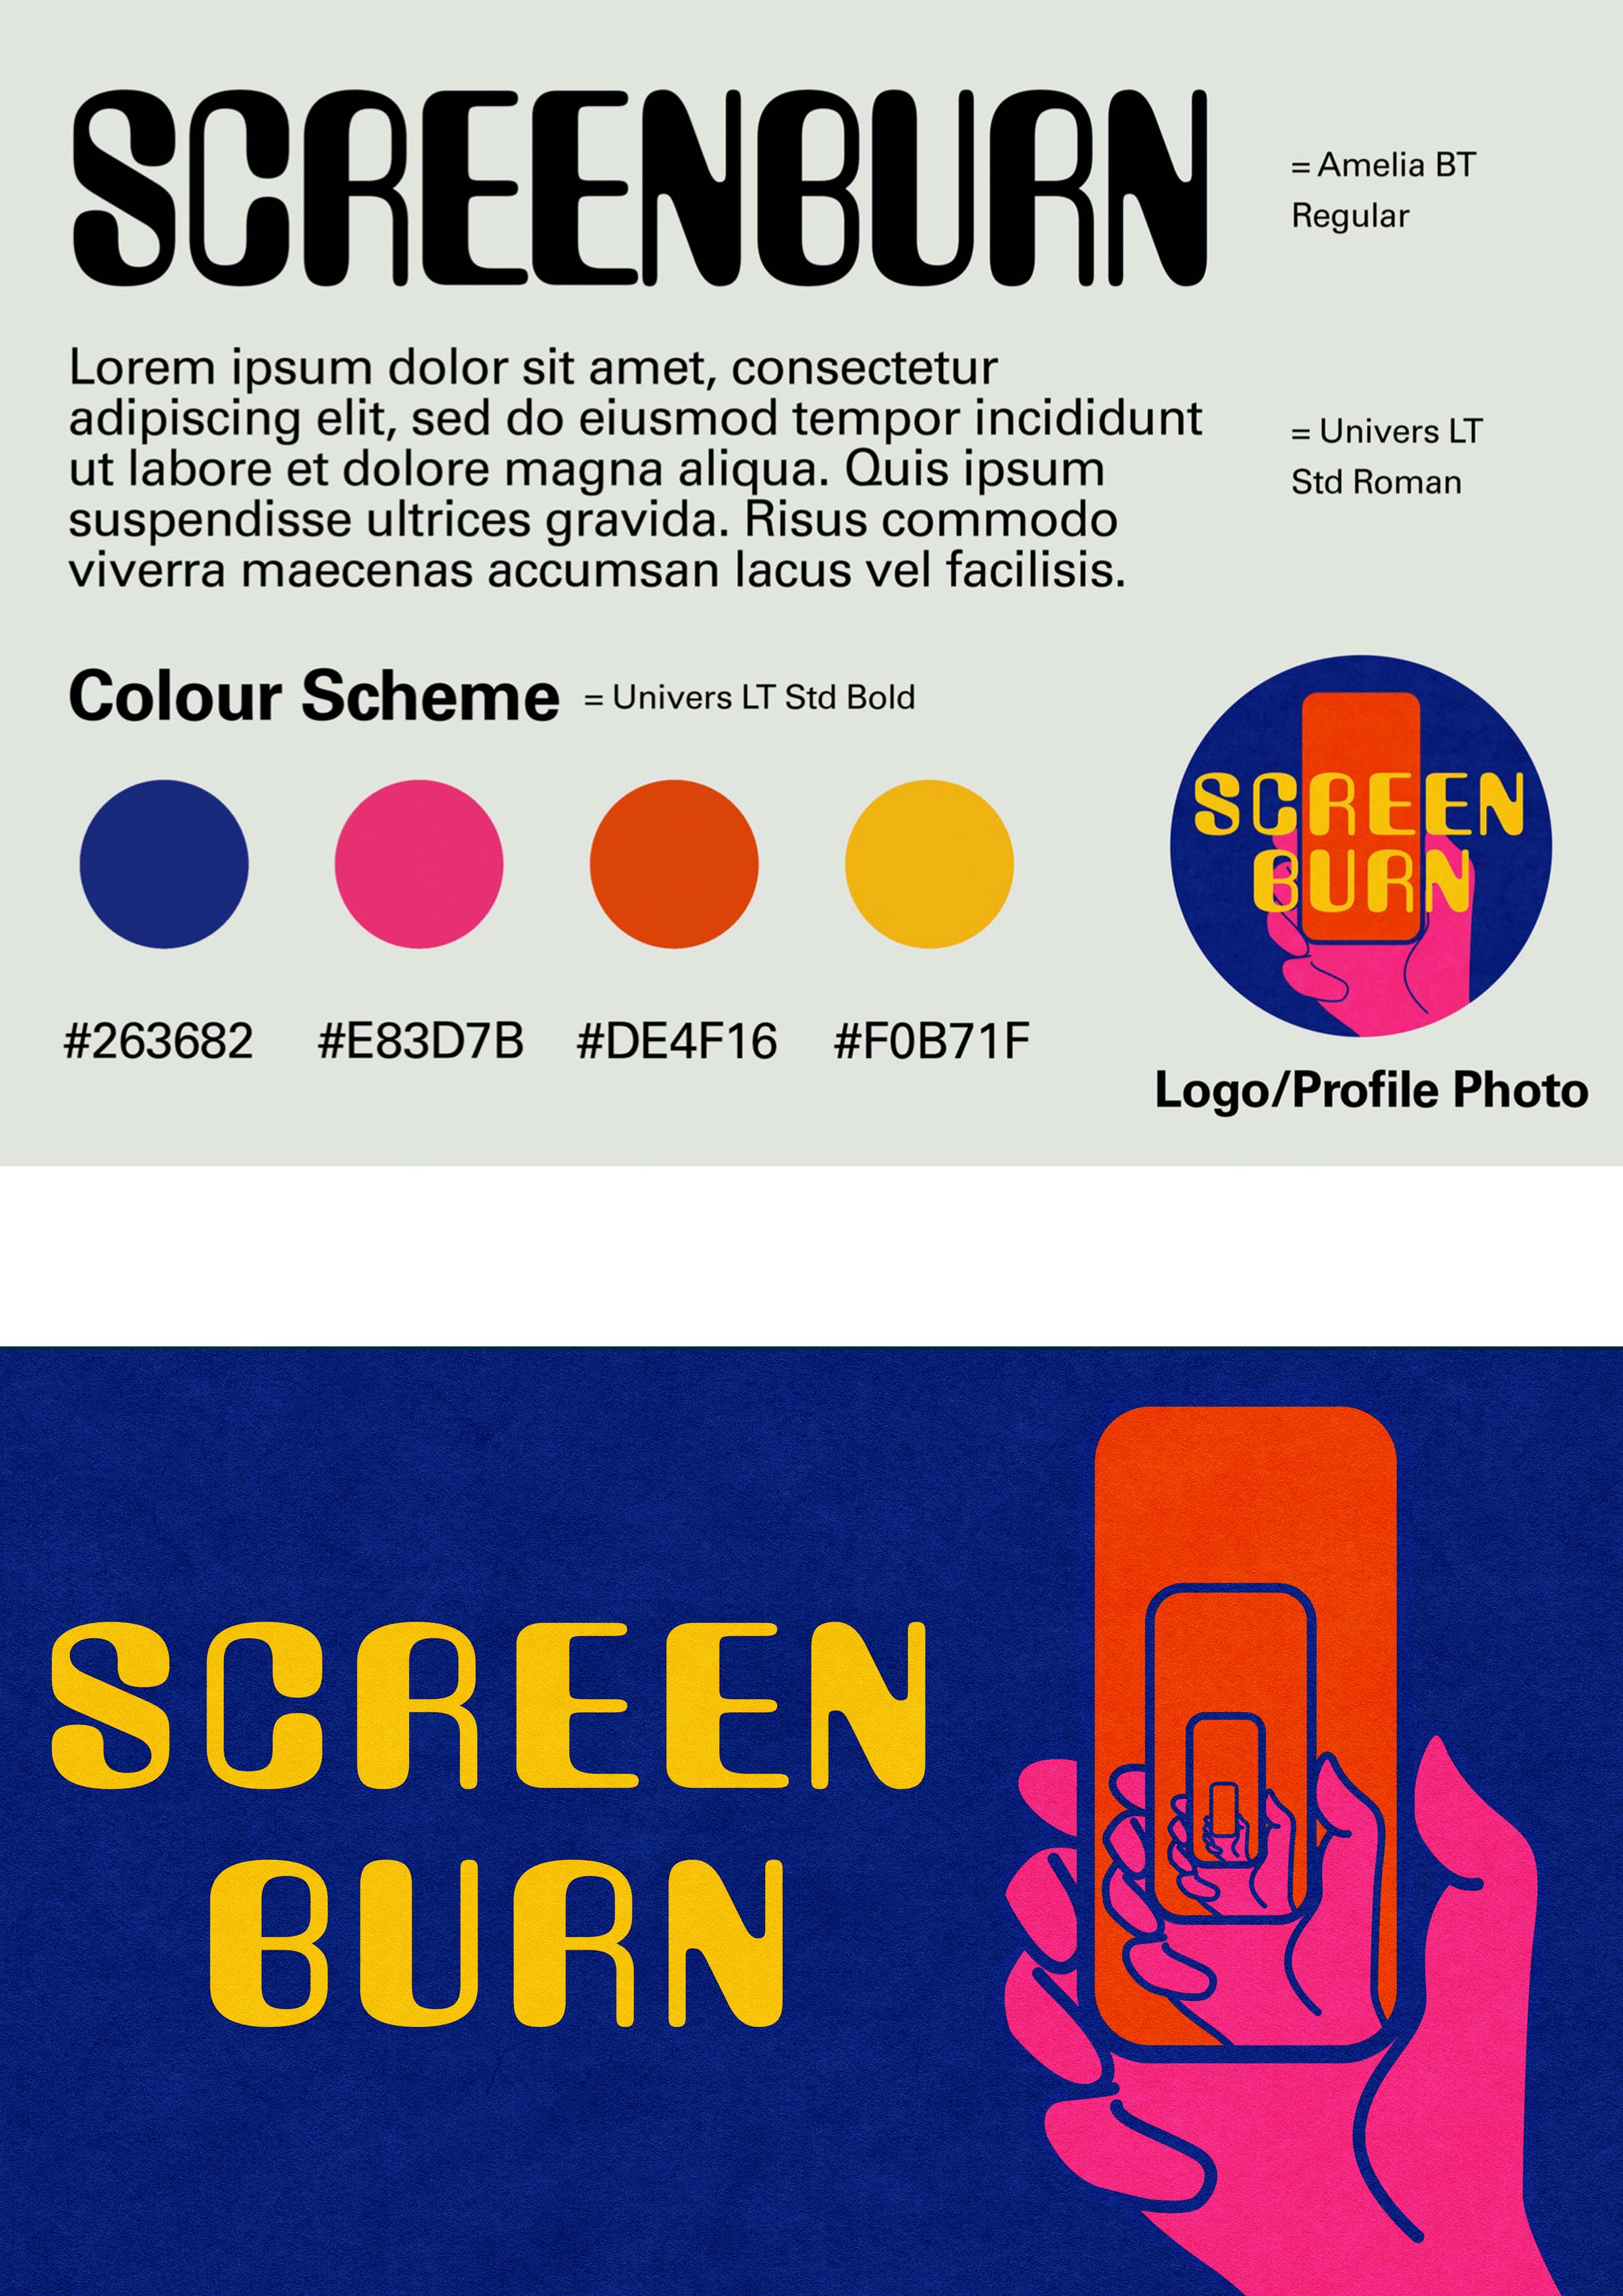 SCREENBURN
= Amelia BT
Regular
Lorem ipsum dolor sit amet, consectetur
adipiscing elit, sed do eiusmod tempor incididunt
ut labore et dolore magna aliqua. Quis ipsum
suspendisse ultrices gravida. Risus commodo
viverra maecenas accumsan lacus vel facilisis.
= Univers LT
Std Roman
Colour Scheme = Univers LT Std Bold
#263682 #E83D7B #DE4F16 #F0B71F
SCREEN
BURN
Logo/Profile Photo
SCREEN
BURN